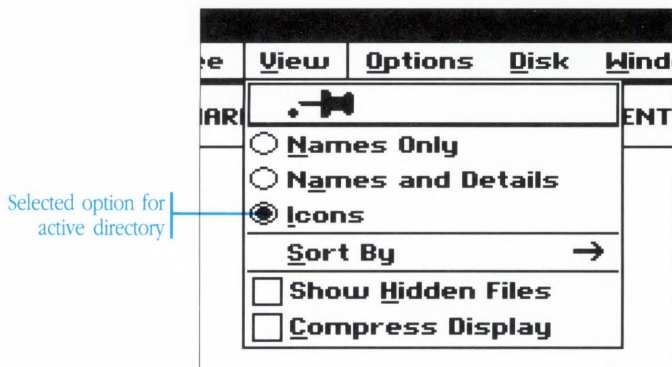 ee View Options Disk Wind
ARI ENT
Names Only
Names and Details
Selected option for
active directory
Icons
Sort By →
Show Hidden Files
Compress Display